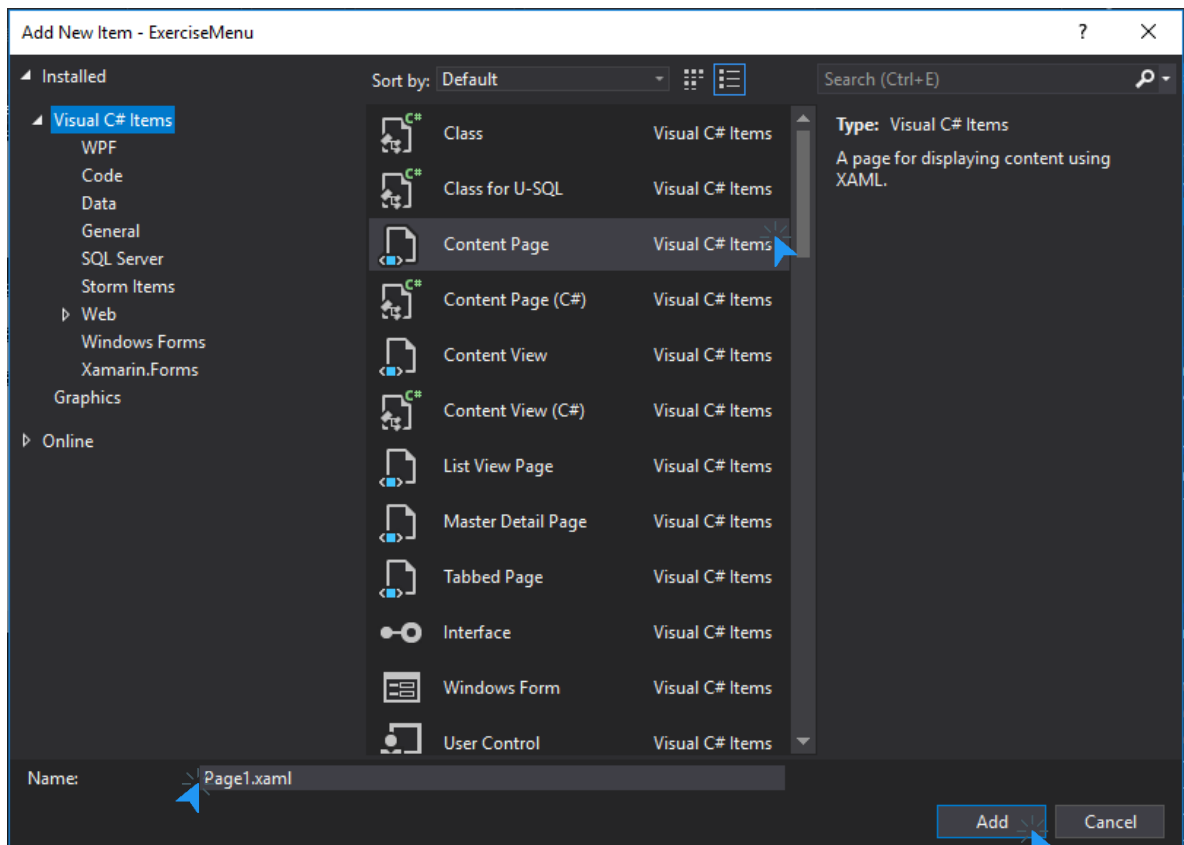 Add New Item - ExerciseMenu
?
Installed
Sort by: Default
Search (Ctrl+E)
Visual C# Items
WPF
Code
Data
General
SQL Server
Storm Items
Web
Windows Forms
Xamarin.Forms
Graphics
Online
C# Class Visual C# Items
C# Class for U-SQL Visual C# Items
Content Page Visual C# Items
C# Content Page (C#) Visual C# Items
Content View Visual C# Items
C# Content View (C#) Visual C# Items
List View Page Visual C# Items
Master Detail Page Visual C# Items
Tabbed Page Visual C# Items
Interface Visual C# Items
Windows Form Visual C# Items
User Control Visual C# Items
Type: Visual C# Items
A page for displaying content using
XAML.
Name: Page1.xaml
Add Cancel